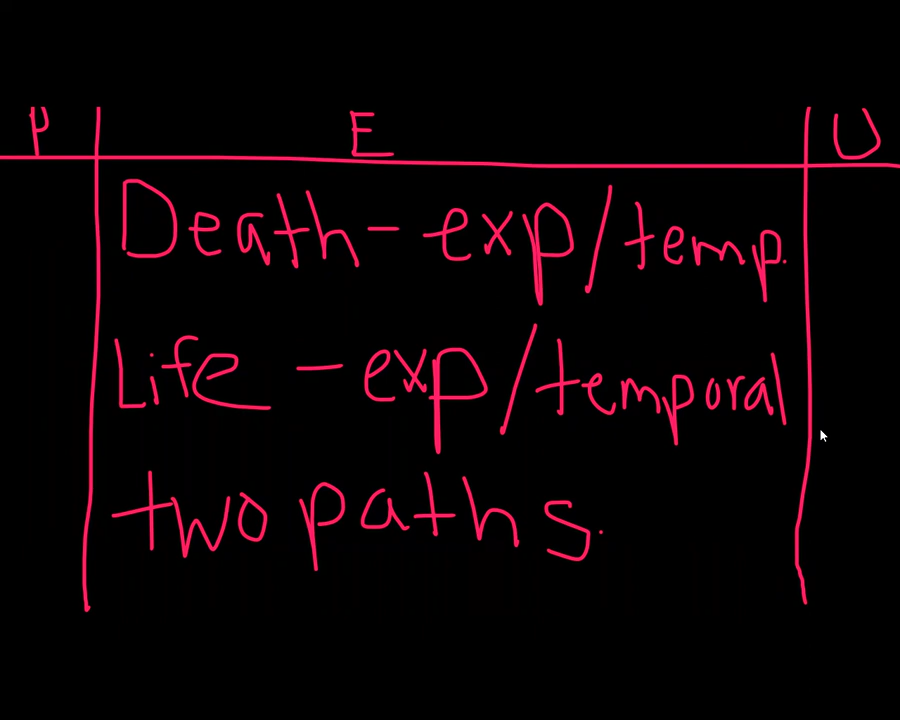 P E U
Death - exp/temp.
Life - exp/temporal
two paths.